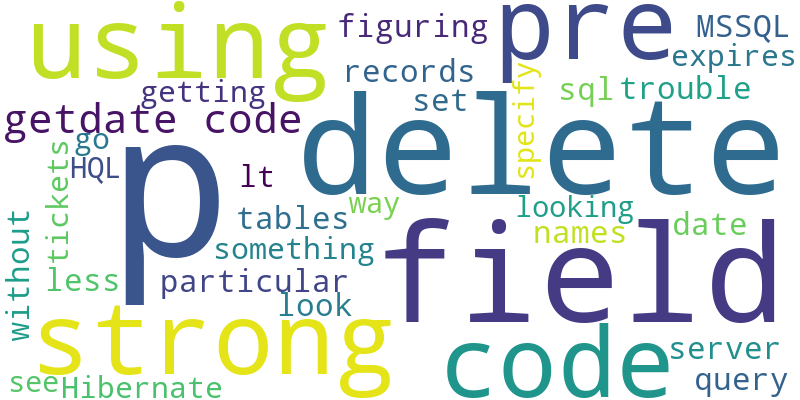 using
figuring
pre
MSSQL
expires
records
getting
set
specify
sql
trouble
getdate code
delete
go
HQL
tickets
p
lt
way
tables
looking
names
date
without
something
field
less
particular
look
strong
code
server
query
see
Hibernate